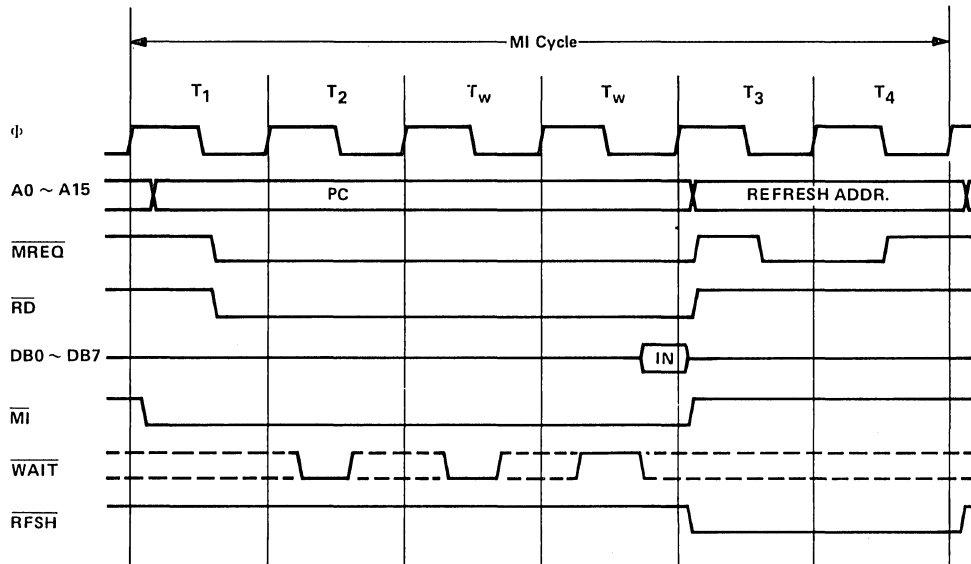 MI Cycle
T1 T2 Tw Tw T3 T4
Φ
A0 ~ A15 PC REFRESH ADDR.
MREQ
RD
DB0 ~ DB7 IN
MI
WAIT
RFSH